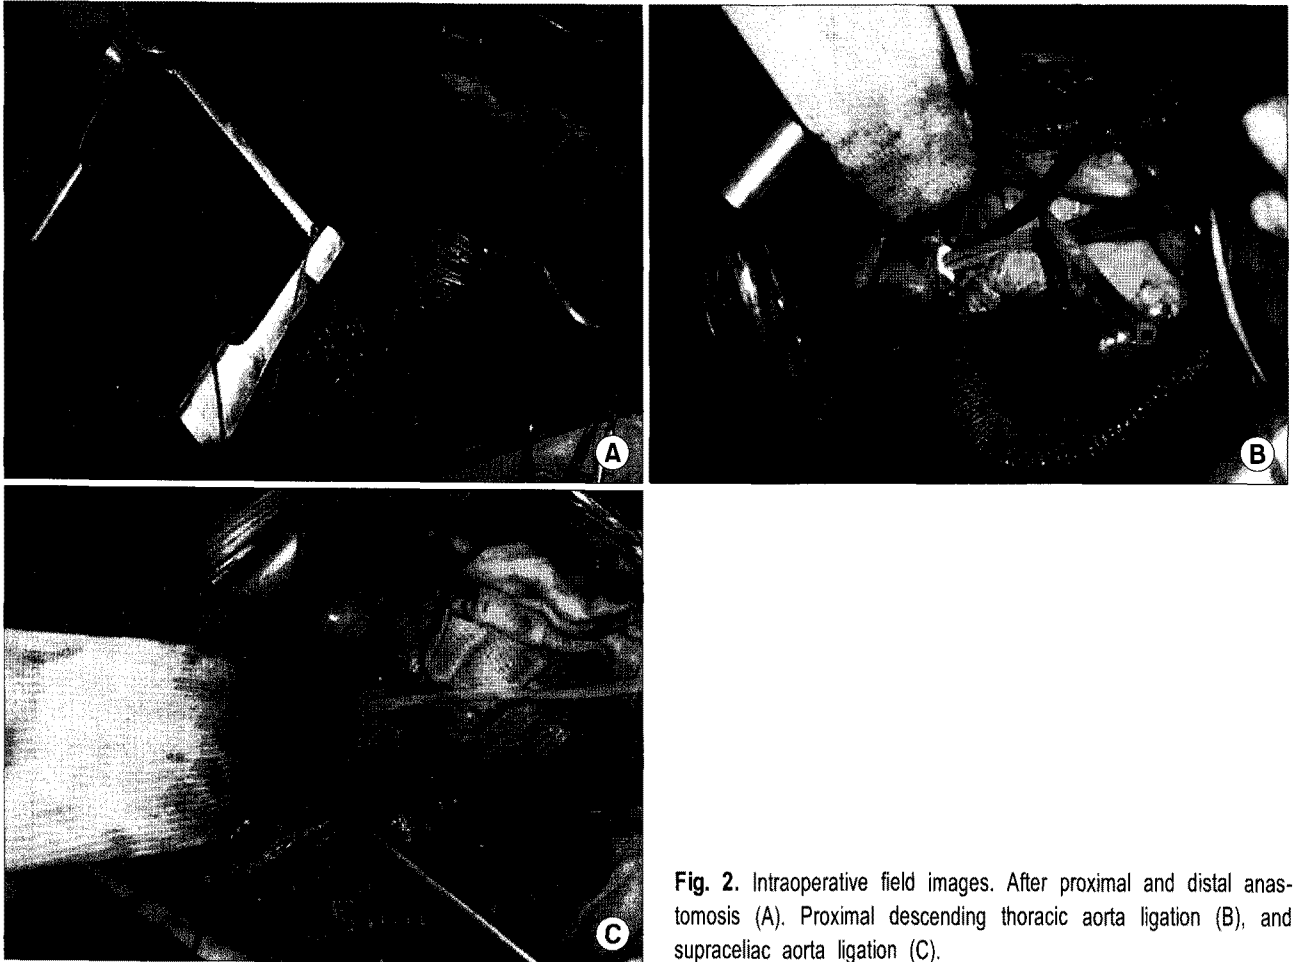 A
B
C
Fig. 2. Intraoperative field images. After proximal and distal anas-
tomosis (A). Proximal descending thoracic aorta ligation (B), and
supraceliac aorta ligation (C).